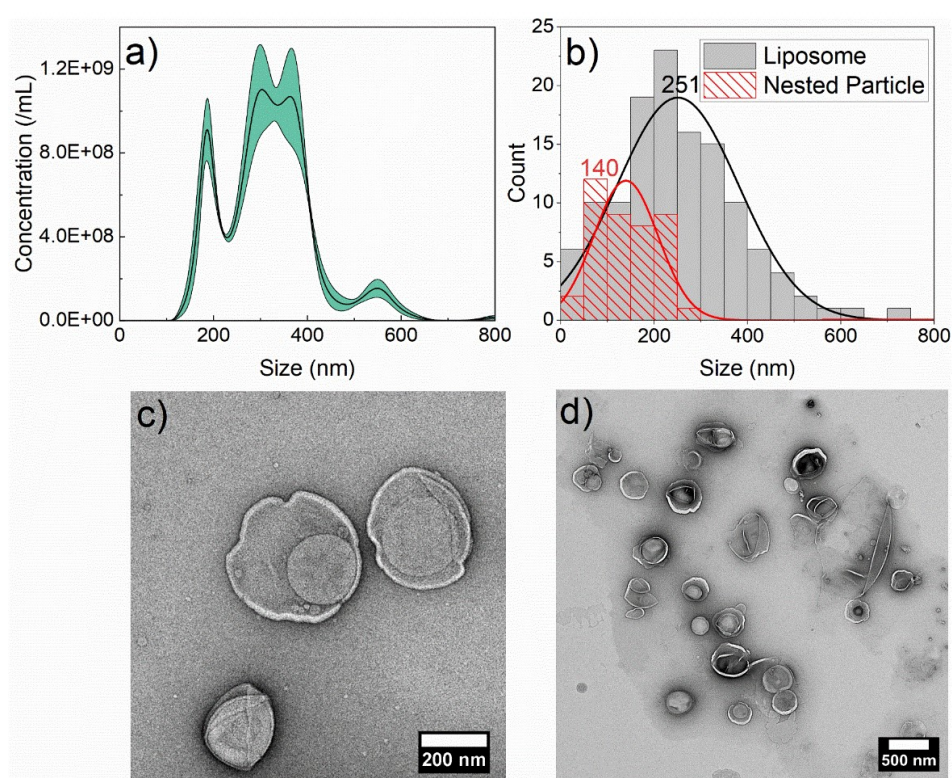 a)
Concentration (/mL)
1.2E+09
8.0E+08
4.0E+08
0.0E+00
0 200 400 600 800
Size (nm)
b)
Liposome
Nested Particle
251
140
Count
25
20
15
10
5
0
0 200 400 600 800
Size (nm)
c)
200 nm
d)
500 nm